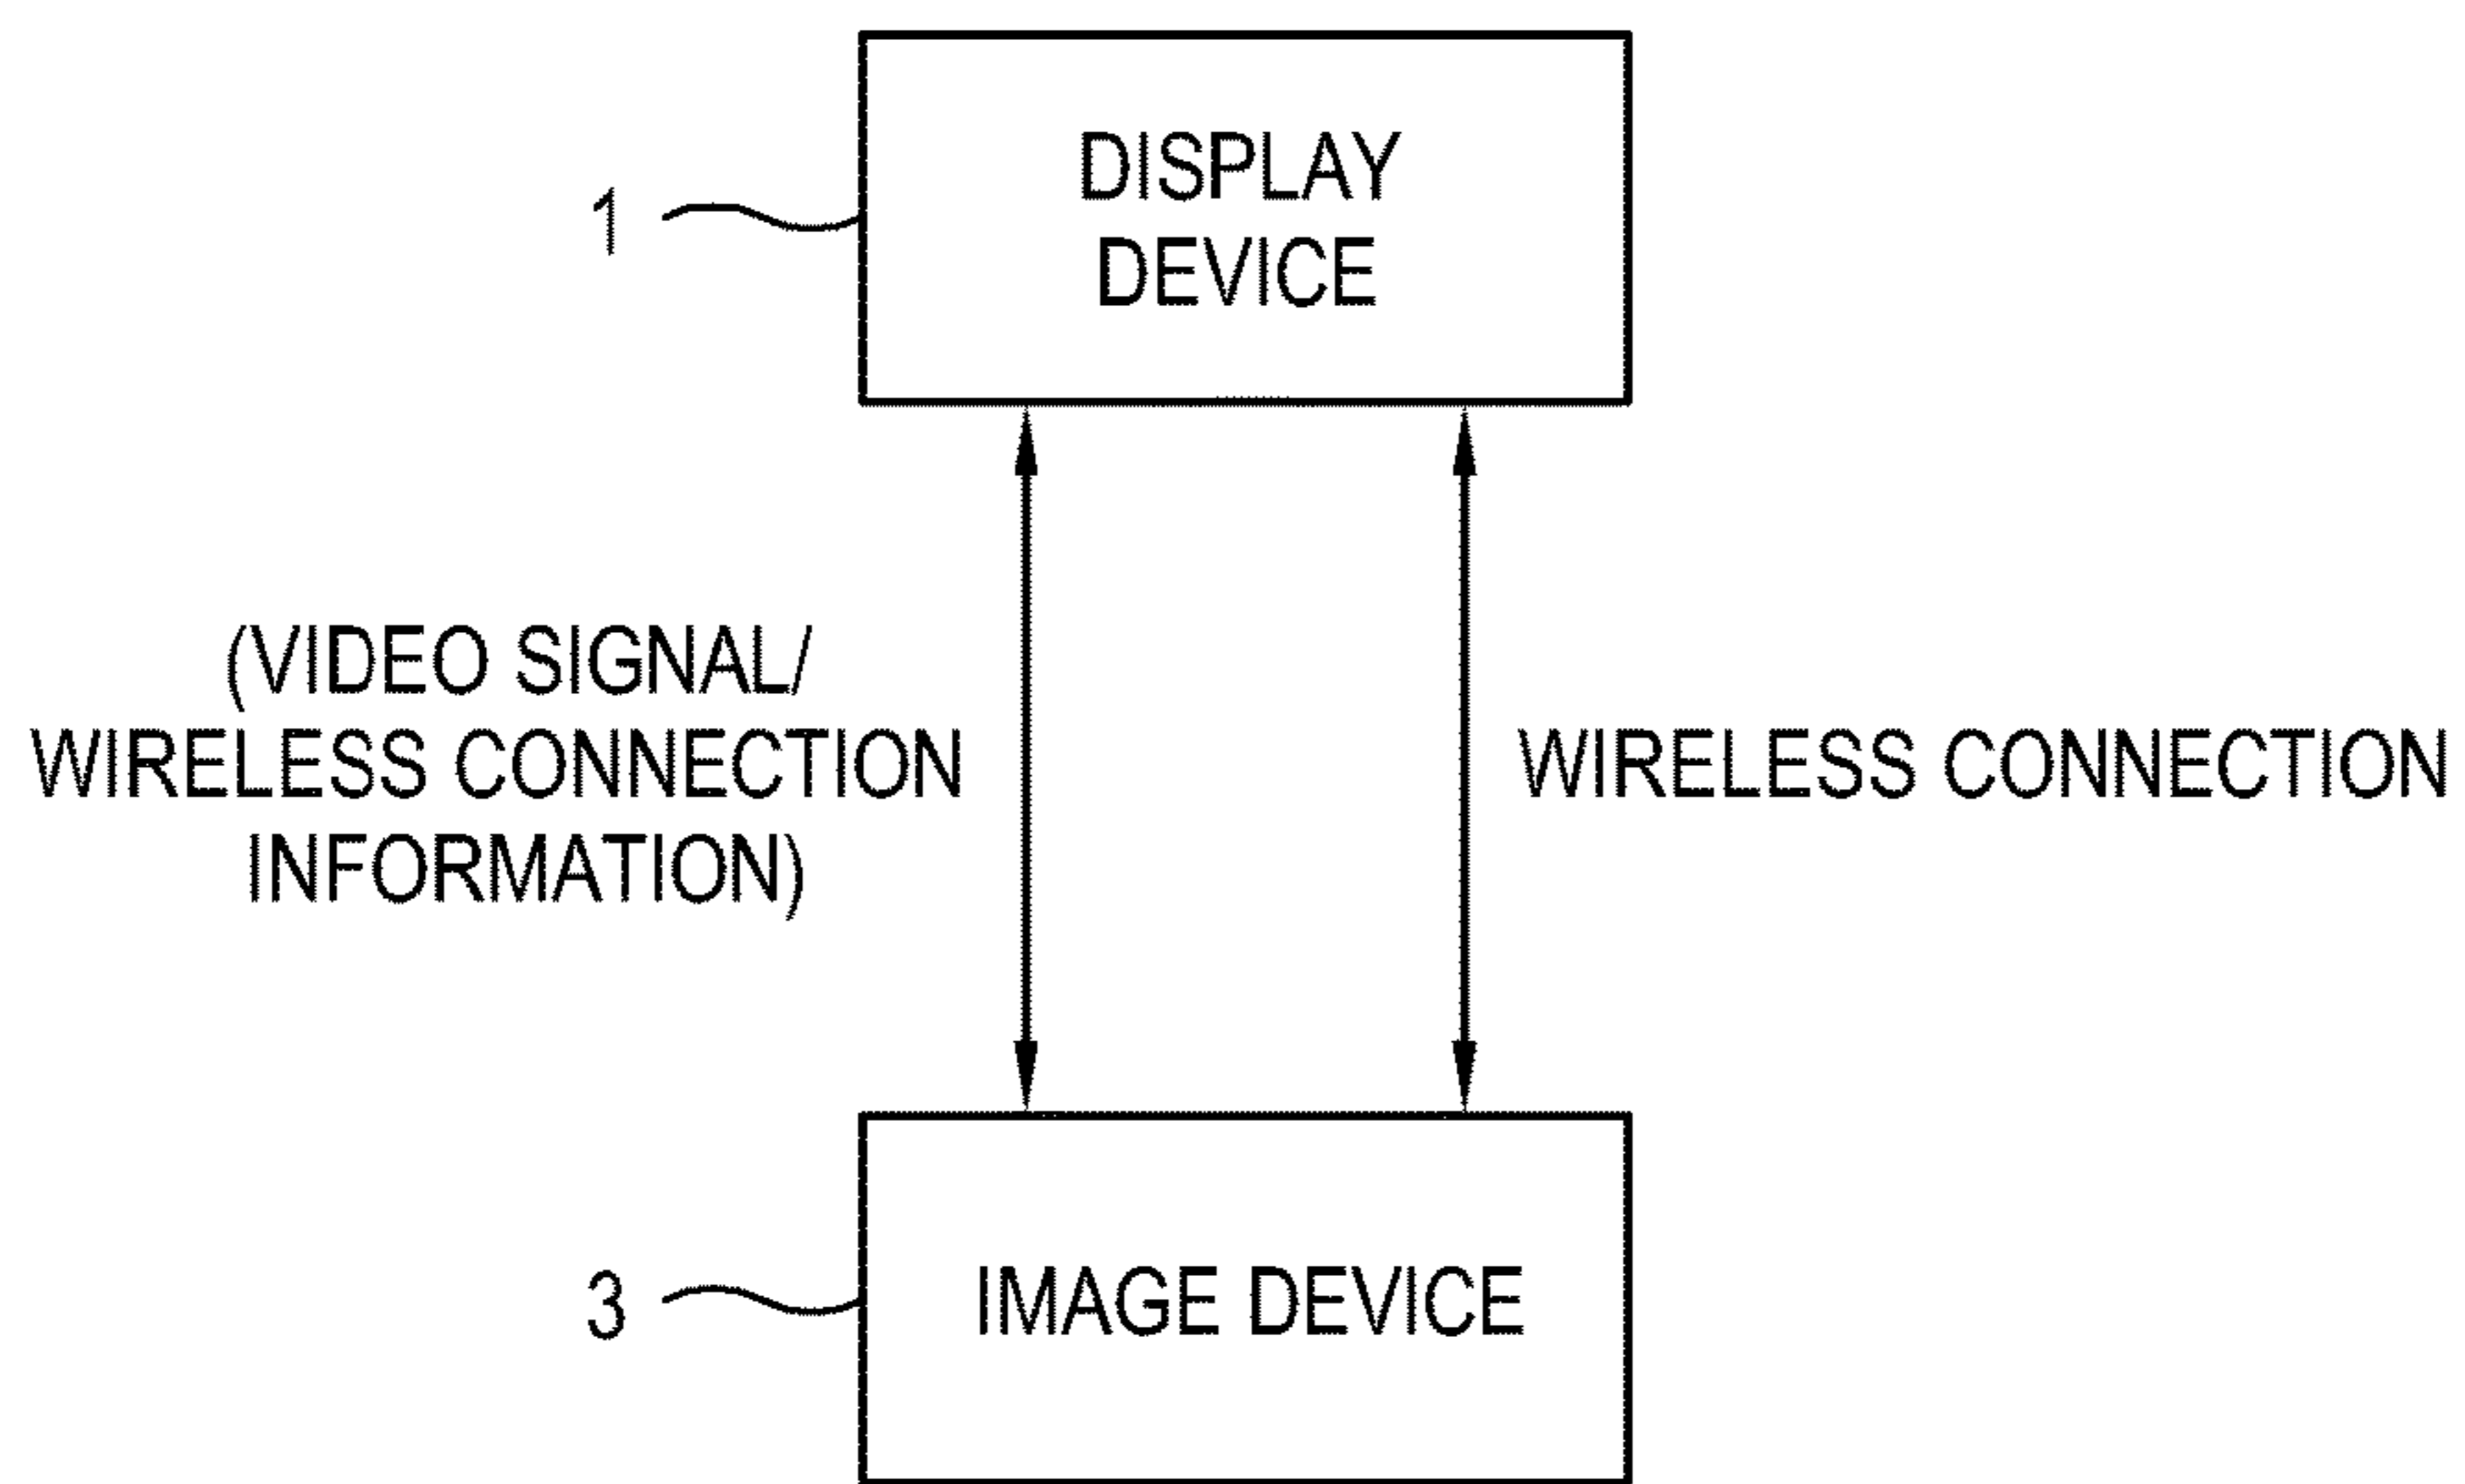 DISPLAY
DEVICE
1
(VIDEO SIGNAL/
WIRELESS CONNECTION
INFORMATION)
WIRELESS CONNECTION
3
IMAGE DEVICE